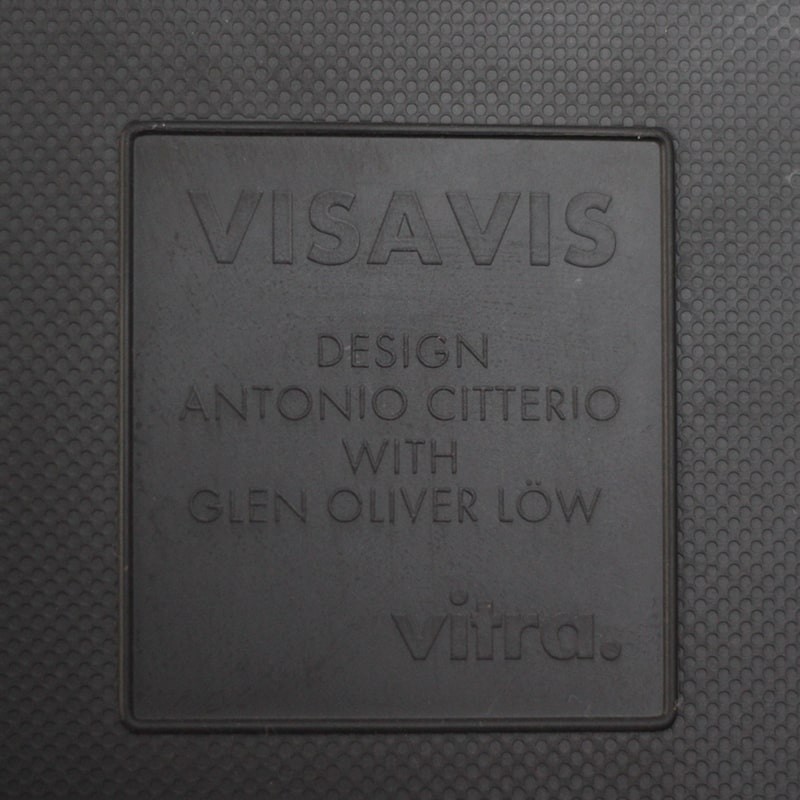 VISAVIS
DESIGN
ANTONIO CITTERIO
WITH
GLEN OLIVER LÖW
vitra.